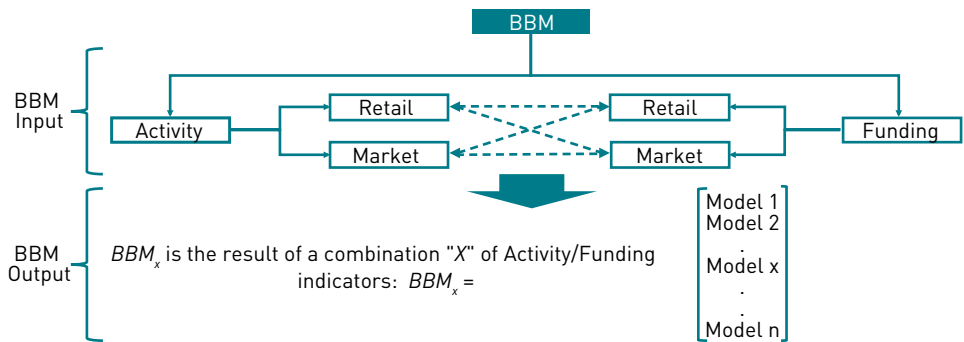 BBM
BBM
Input
Activity
Retail
Market
Retail
Market
Funding
BBM
Output
BBMx is the result of a combination "X" of Activity/Funding
indicators: BBMx =
Model 1
Model 2
.
Model x
.
.
Model n